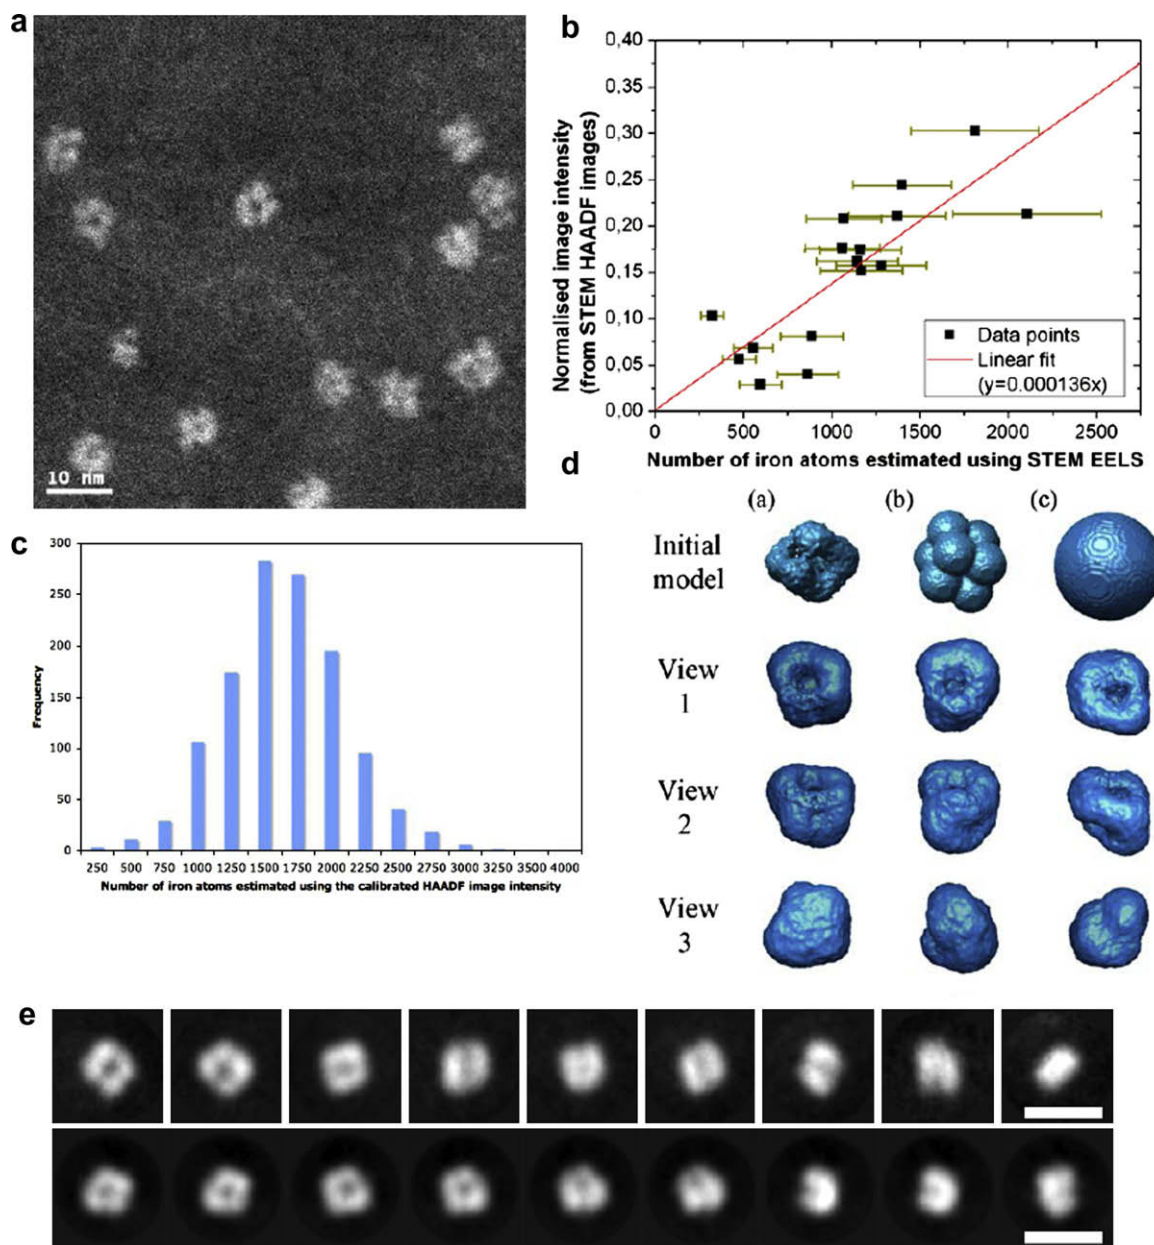 a
10 nm
b
Normalised image intensity
(from STEM HAADF images)
0,40
0,35
0,30
0,25
0,20
0,15
0,10
0,05
0,00
0 500 1000 1500 2000 2500
Data points
Linear fit
(y=0.000136x)
Number of iron atoms estimated using STEM EELS
c
Frequency
300
250
200
150
100
50
0
250 500 750 1000 1250 1500 1750 2000 2250 2500 2750 3000 3250 3500 4000
Number of iron atoms estimated using the calibrated HAADF image intensity
d
(a) (b) (c)
Initial
model
View
1
View
2
View
3
e